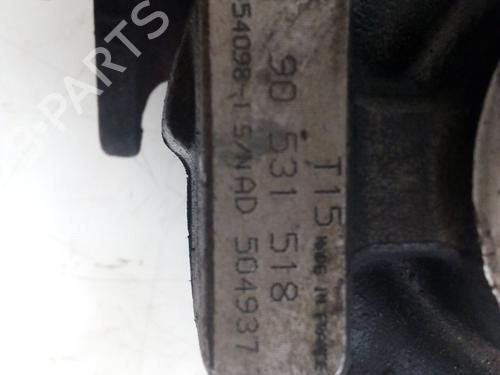 T15 MADE IN FRANCE
90 531 518
54098-1 S/NAD 504937
B-PARTS